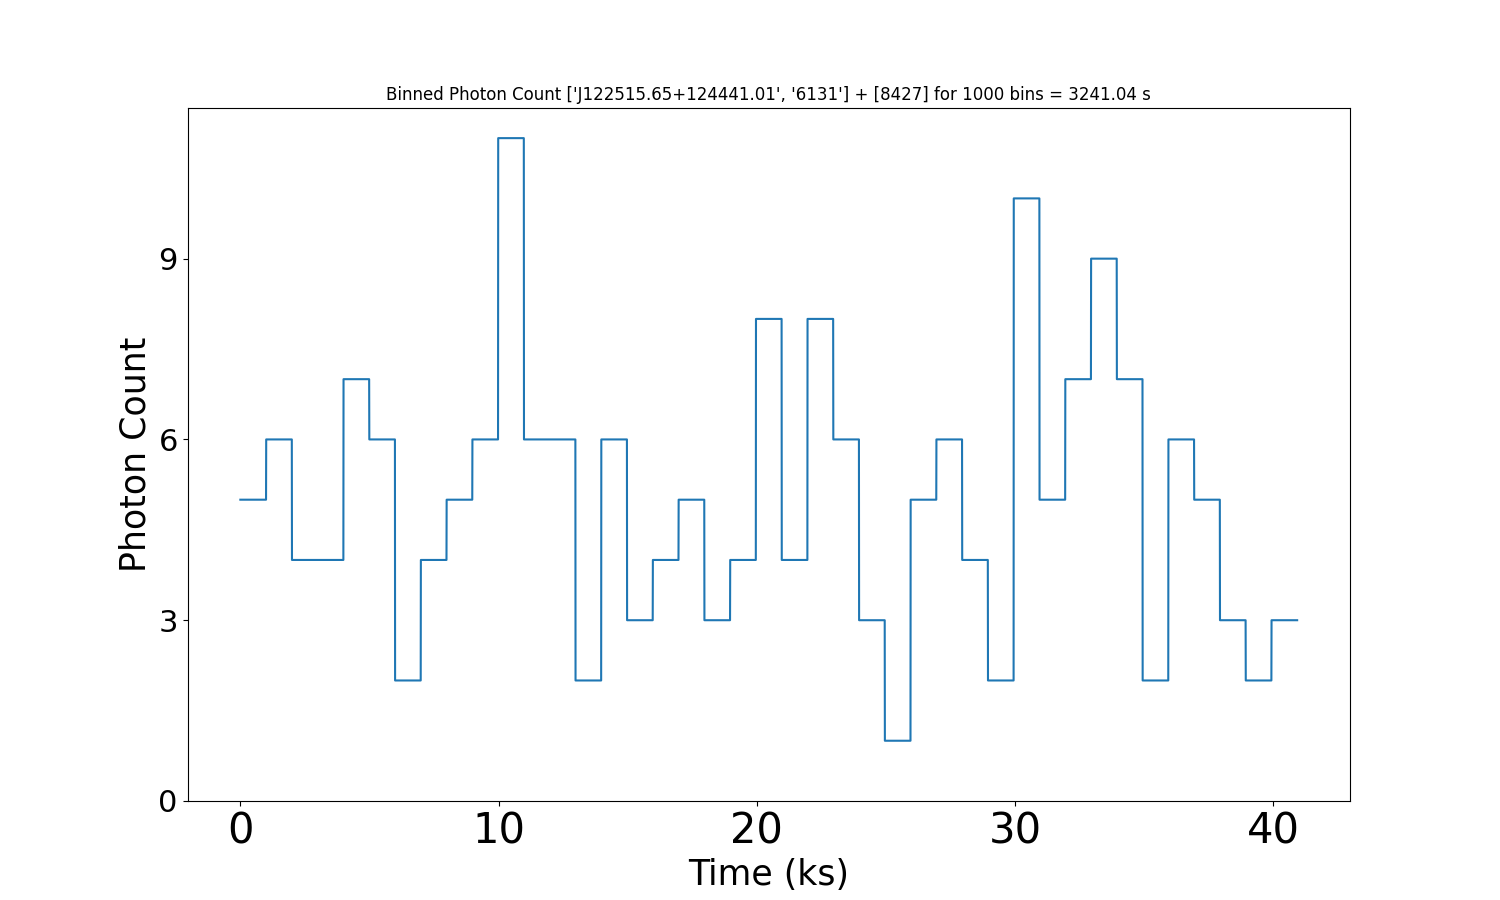 Binned Photon Count ['J122515.65+124441.01', '6131'] + [8427] for 1000 bins = 3241.04 s
9
6
3
0
Photon Count
0 10 20 30 40
Time (ks)